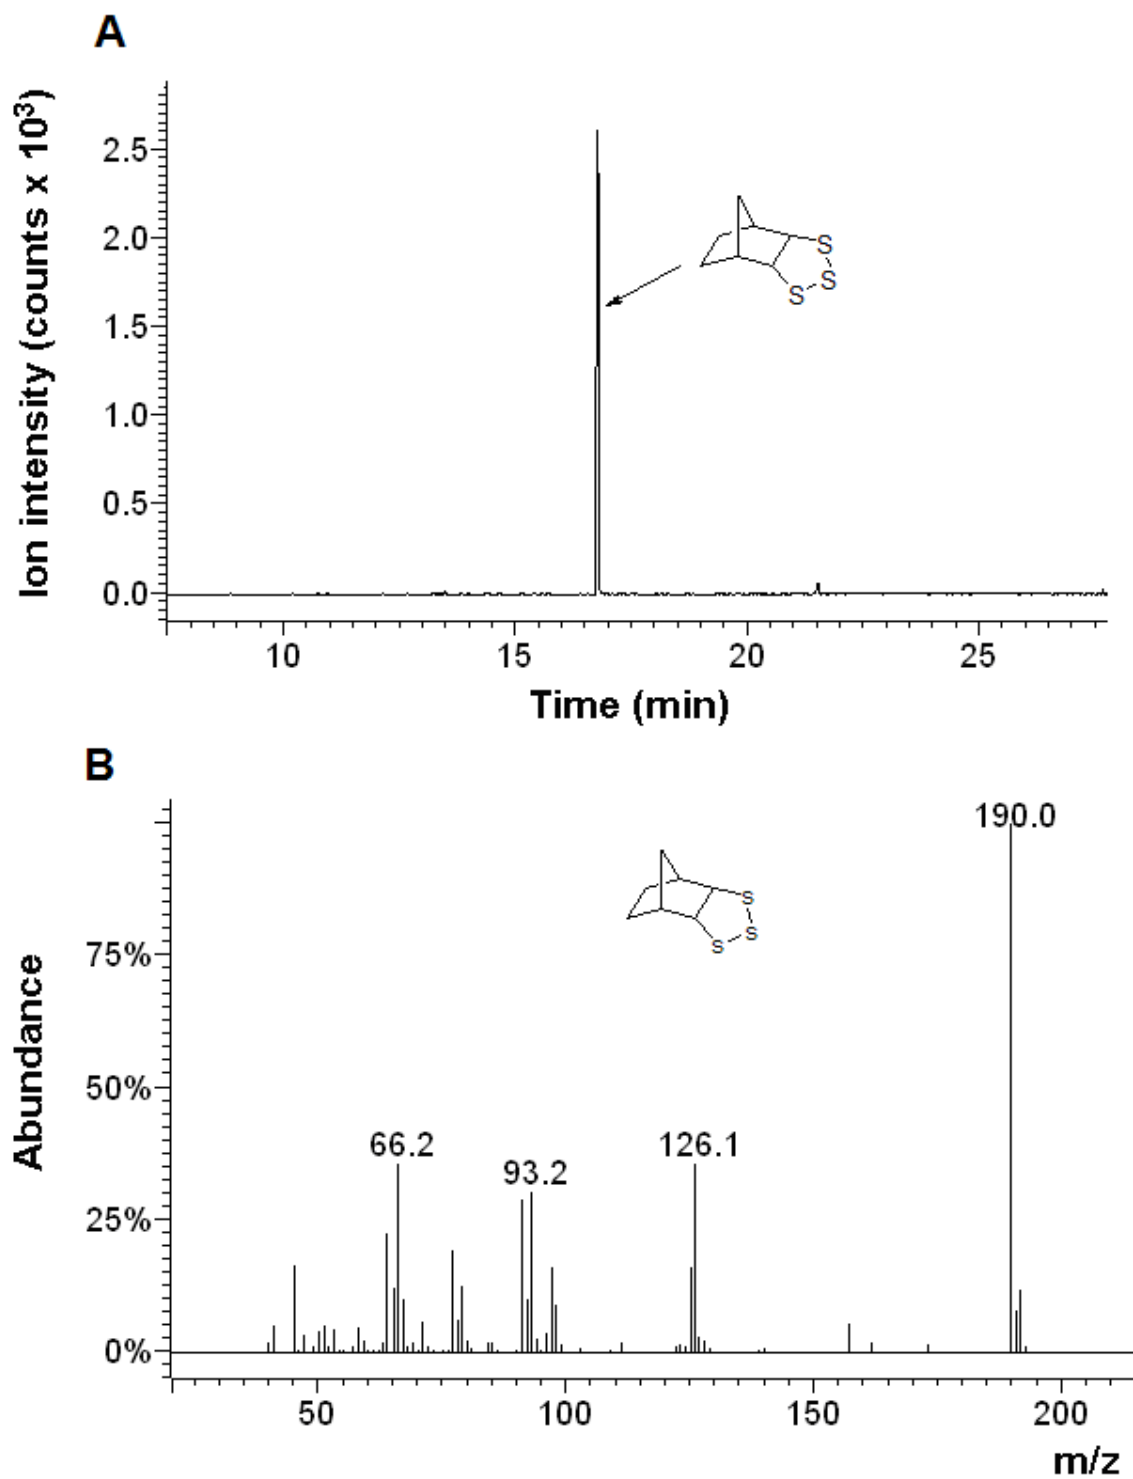 A
Ion intensity (counts x 10³)
2.5
2.0
1.5
1.0
0.5
0.0
S
S
S
10 15 20 25
Time (min)
B
Abundance
75%
50%
25%
0%
190.0
66.2
93.2
126.1
S
S
S
50 100 150 200
m/z